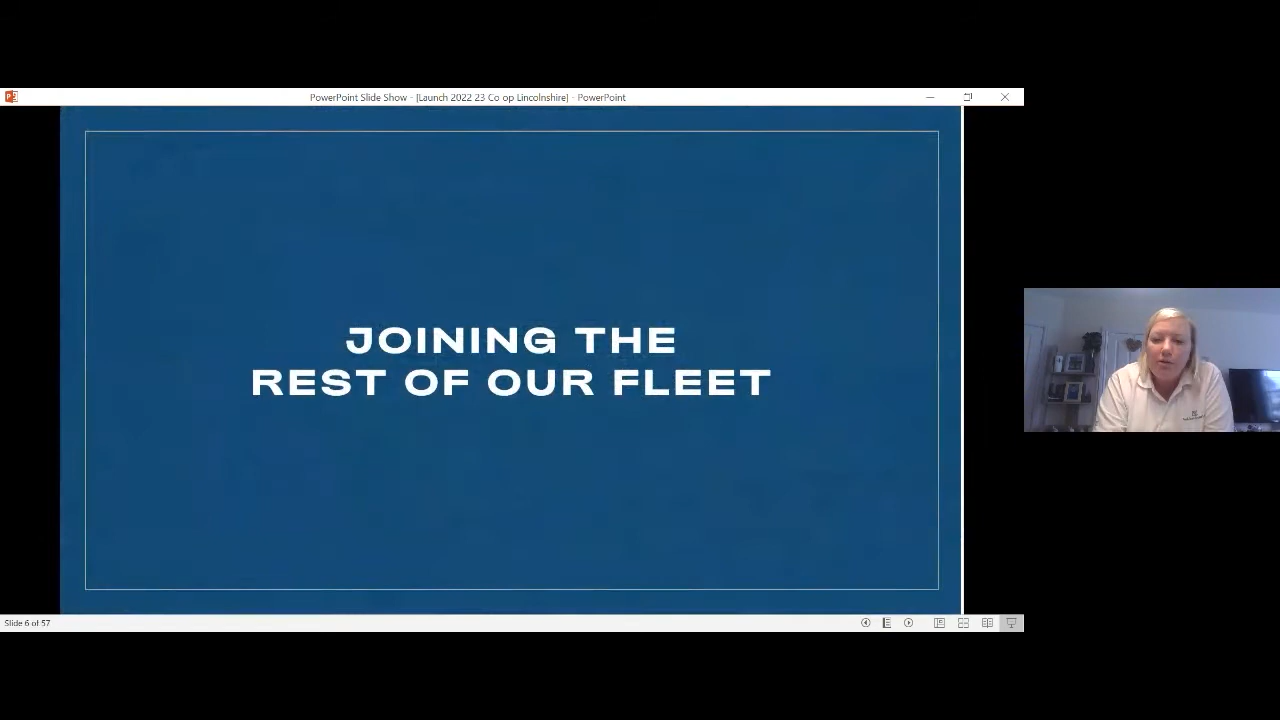 PowerPoint Slide Show - [Launch 2022 23 Co op Lincolnshire] - PowerPoint
JOINING THE
REST OF OUR FLEET
Slide 6 of 57